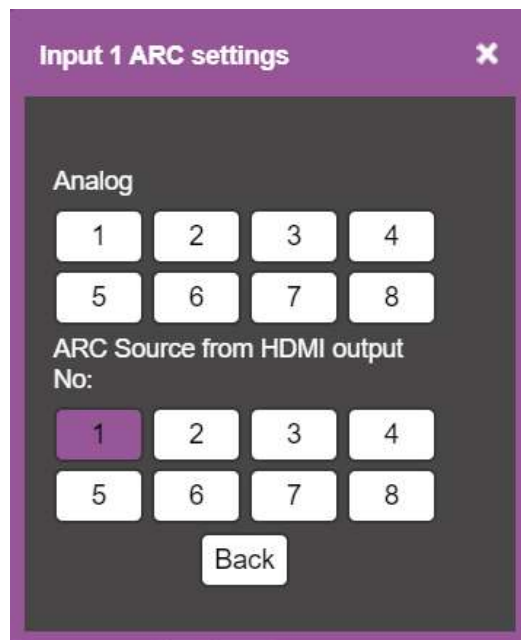 Input 1 ARC settings ×
Analog
1 2 3 4
5 6 7 8
ARC Source from HDMI output
No:
1 2 3 4
5 6 7 8
Back